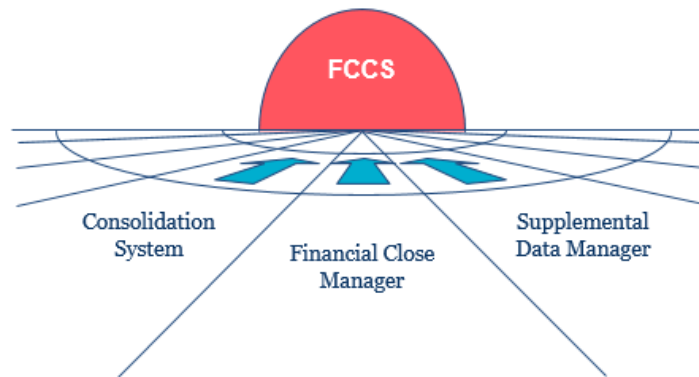 FCCS
Consolidation
System
Financial Close
Manager
Supplemental
Data Manager